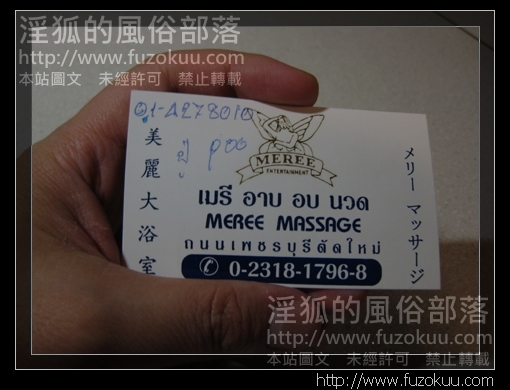 淫狐的風俗部落
http://www.fuzokuu.com
本站圖文 未經許可 禁止轉載
01-4278010
ปู poo
美麗大浴室
MEREE
ENTERTAINMENT
เมรี อาบ อบ นวด
MEREE MASSAGE
ถนนเพชรบุรีตัดใหม่
0-2318-1796-8
メリー マッサージ
淫狐的風俗部落
http://www.fuzokuu.com
本站圖文 未經許可 禁止轉載
http://www.fuzokuu.com